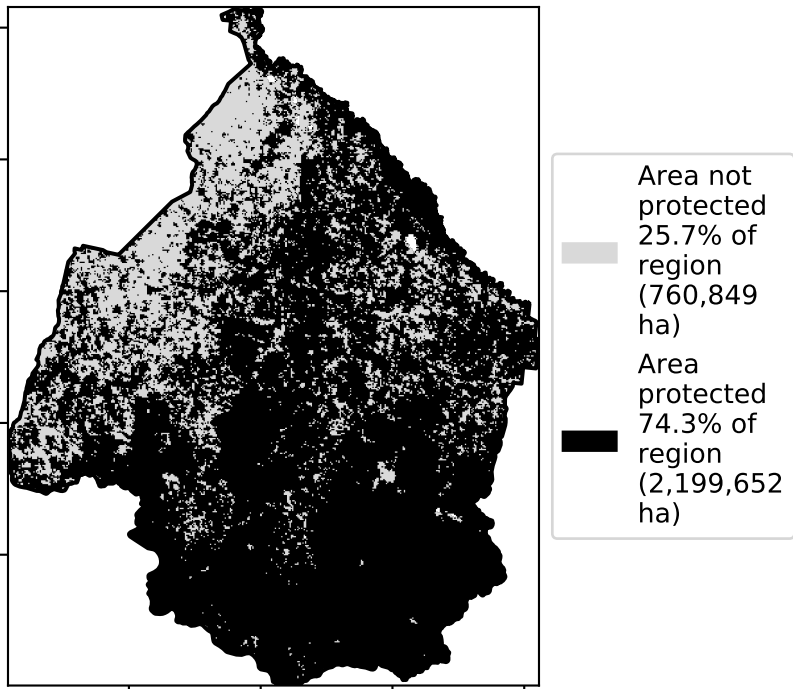 Area not
protected
25.7% of
region
(760,849
ha)
Area
protected
74.3% of
region
(2,199,652
ha)